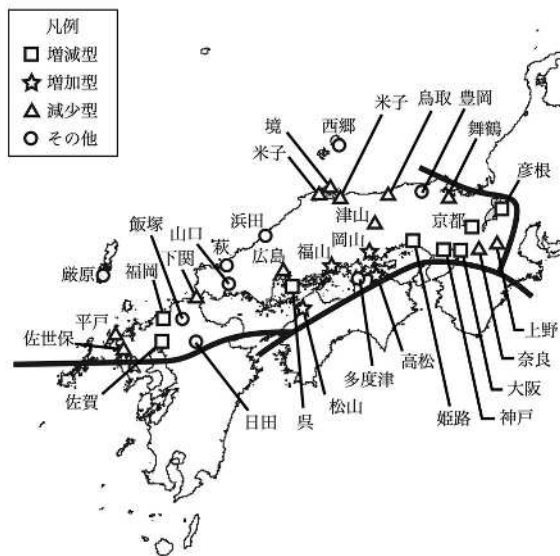 凡例
増減型
増加型
減少型
その他
米子
鳥取
豊岡
舞鶴
境
西郷
米子
彦根
津山
京都
岡山
飯塚
山口
浜田
萩
広島
福山
下関
厳原
福岡
平戸
佐世保
佐賀
日田
呉
松山
多度津
高松
姫路
神戸
大阪
奈良
上野